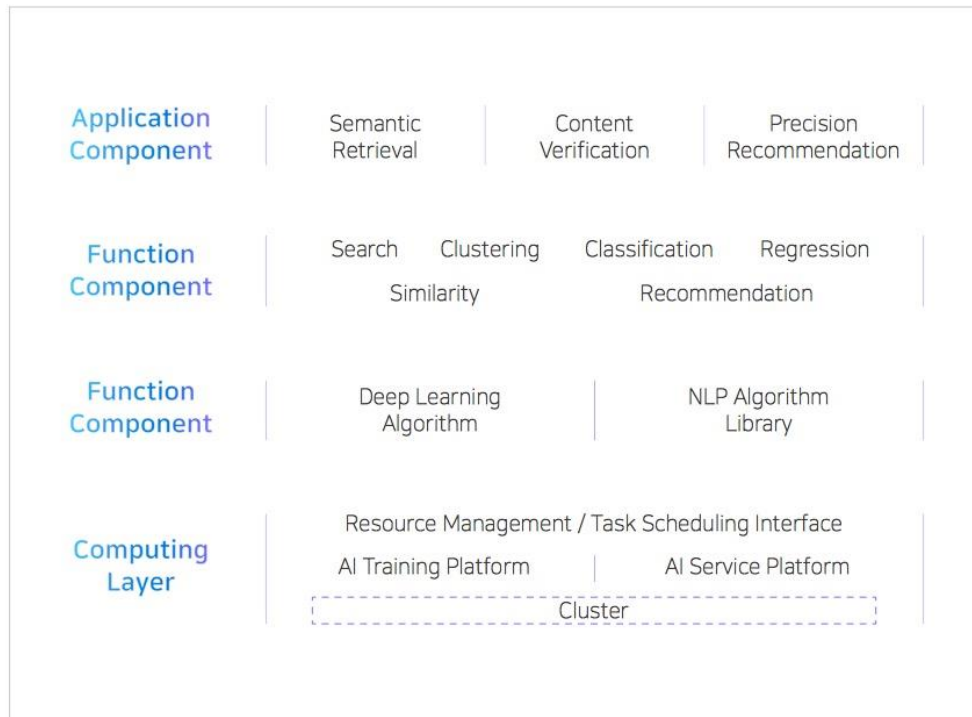 Application
Component
Semantic
Retrieval
Content
Verification
Precision
Recommendation
Function
Component
Search Clustering Classification Regression
Similarity Recommendation
Function
Component
Deep Learning
Algorithm
NLP Algorithm
Library
Computing
Layer
Resource Management / Task Scheduling Interface
AI Training Platform AI Service Platform
Cluster